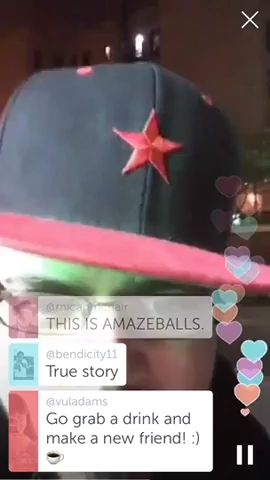 THIS IS AMAZEBALLS.
@bendicity11
True story
@vuladams
Go grab a drink and
make a new friend! :)